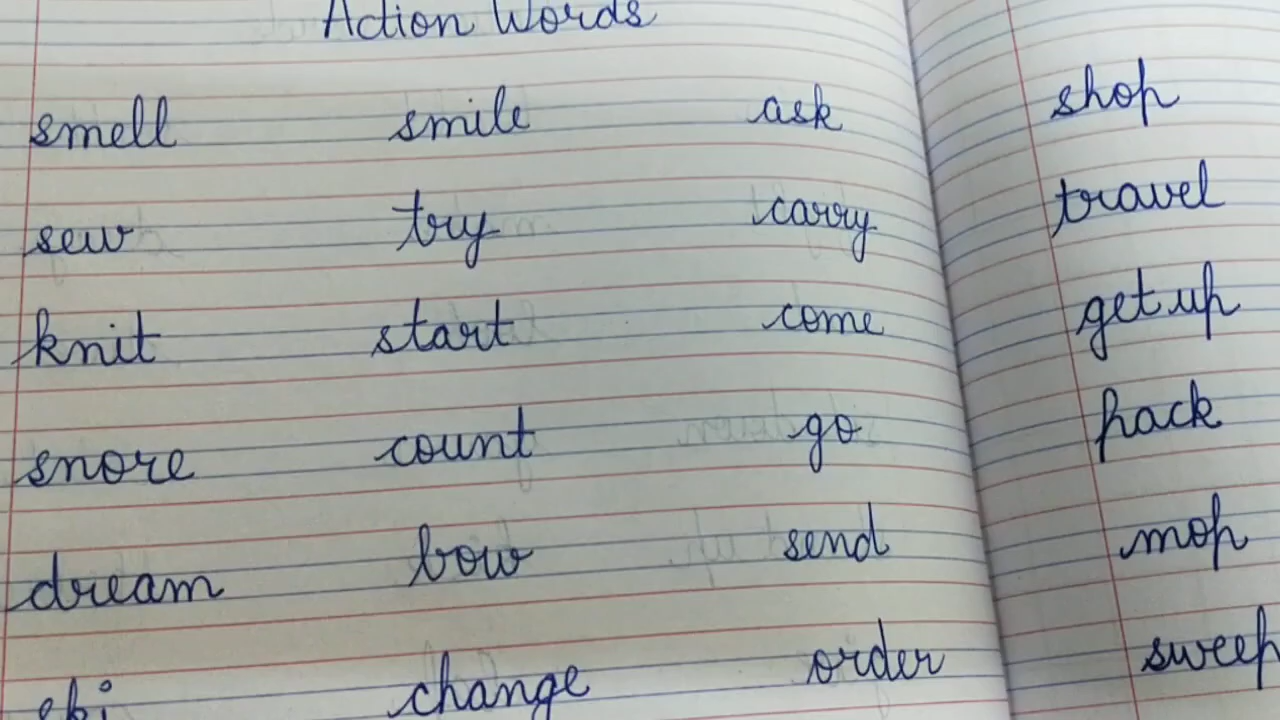 Action Words
smell smile ask shop
sew try carry travel
knit start come get up
snore count go pack
dream bow send mop
ski change order sweep